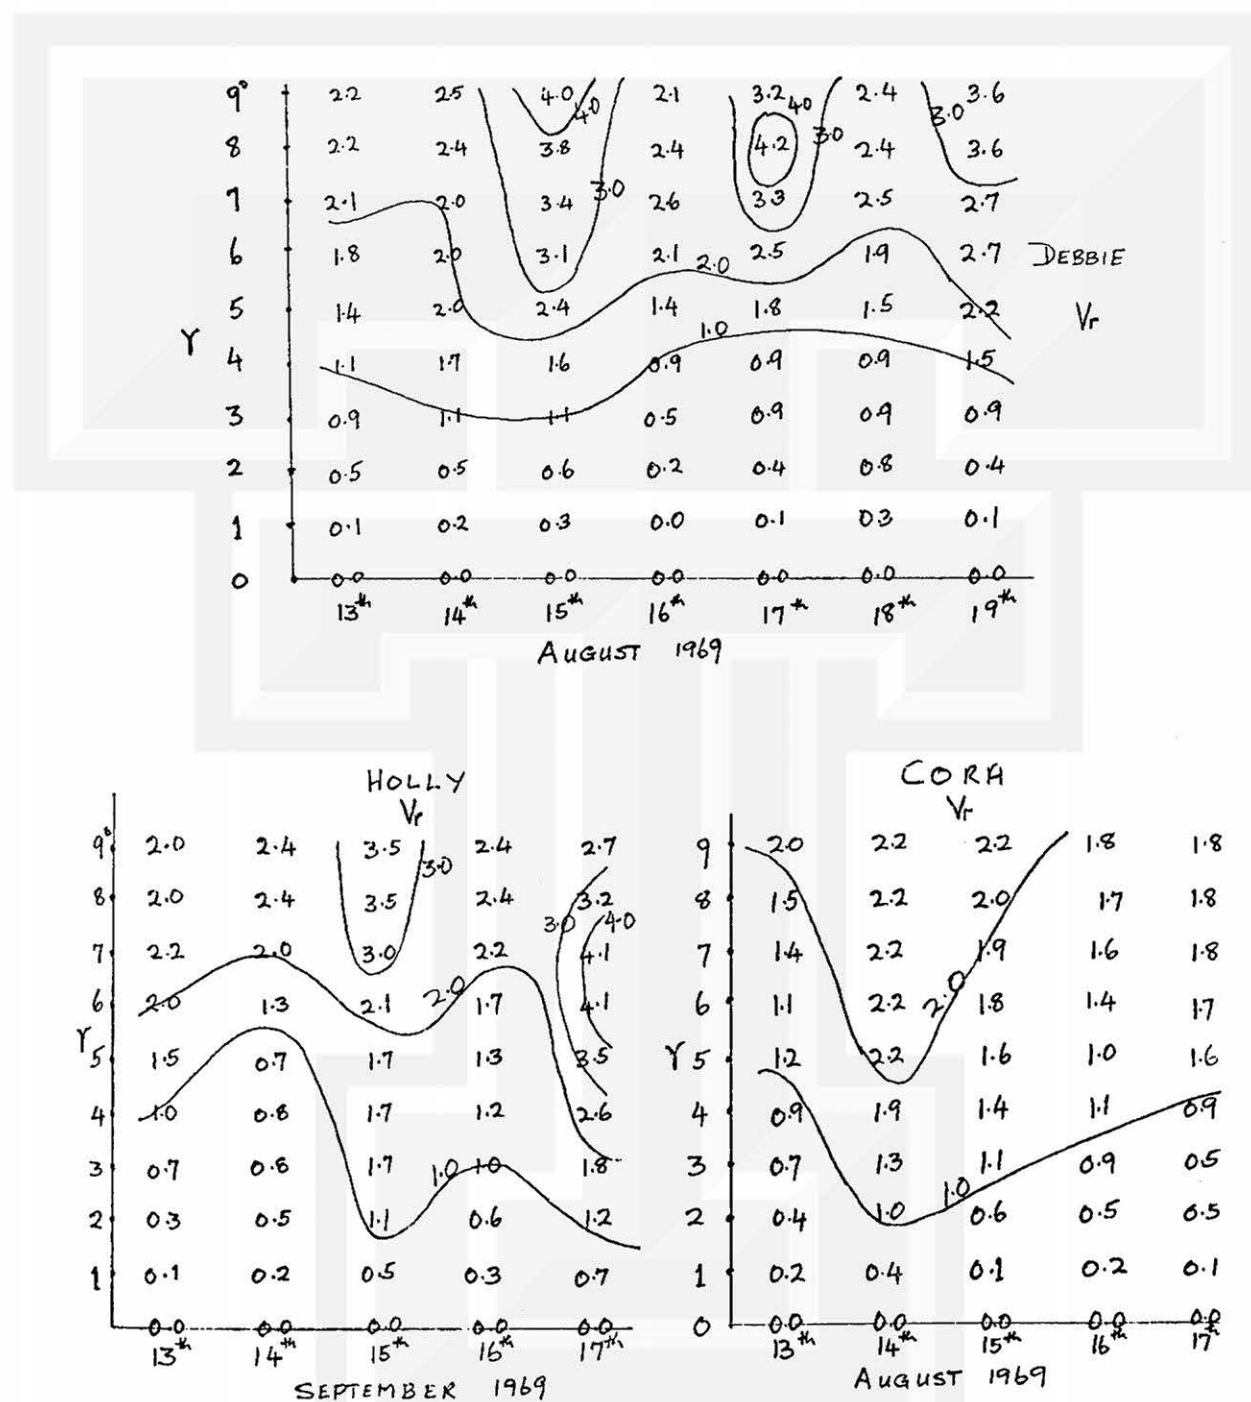 9° 2.2 2.5 4.0 2.1 3.2 4.0 2.4 3.0 3.6
4.0
8 2.2 2.4 3.8 2.4 4.2 3.0 2.4 3.6
7 2.1 2.0 3.4 3.0 2.6 3.3 2.5 2.7
6 1.8 2.0 3.1 2.1 2.0 2.5 1.9 2.7 DEBBIE
5 1.4 2.0 2.4 1.4 1.0 1.8 1.5 2.2 Vr
r
4 1.1 1.7 1.6 0.9 0.9 0.9 1.5
3 0.9 1.1 1.1 0.5 0.9 0.9 0.9
2 0.5 0.5 0.6 0.2 0.4 0.8 0.4
1 0.1 0.2 0.3 0.0 0.1 0.3 0.1
0 0.0 0.0 0.0 0.0 0.0 0.0 0.0
13th 14th 15th 16th 17th 18th 19th
AUGUST 1969
HOLLY
Vr
9° 2.0 2.4 3.5 3.0 2.4 2.7
8 2.0 2.4 3.5 2.4 3.2
3.0 4.0
7 2.2 2.0 3.0 2.2 4.1
6 2.0 1.3 2.1 2.0 1.7 4.1
r
5 1.5 0.7 1.7 1.3 3.5
4 1.0 0.8 1.7 1.2 2.6
3 0.7 0.8 1.7 1.0 1.0 1.8
2 0.3 0.5 1.1 0.6 1.2
1 0.1 0.2 0.5 0.3 0.7
0.0 0.0 0.0 0.0 0.0
13th 14th 15th 16th 17th
SEPTEMBER 1969
CORA
Vr
9 2.0 2.2 2.2 1.8 1.8
8 1.5 2.2 2.0 1.7 1.8
7 1.4 2.2 1.9 1.6 1.8
6 1.1 2.2 2.0 1.8 1.4 1.7
r 5 1.2 2.2 1.6 1.0 1.6
4 0.9 1.9 1.4 1.1 0.9
3 0.7 1.3 1.1 0.9 0.5
1.0
2 0.4 1.0 0.6 0.5 0.5
1 0.2 0.4 0.1 0.2 0.1
0 0.0 0.0 0.0 0.0 0.0
13th 14th 15th 16th 17th
AUGUST 1969